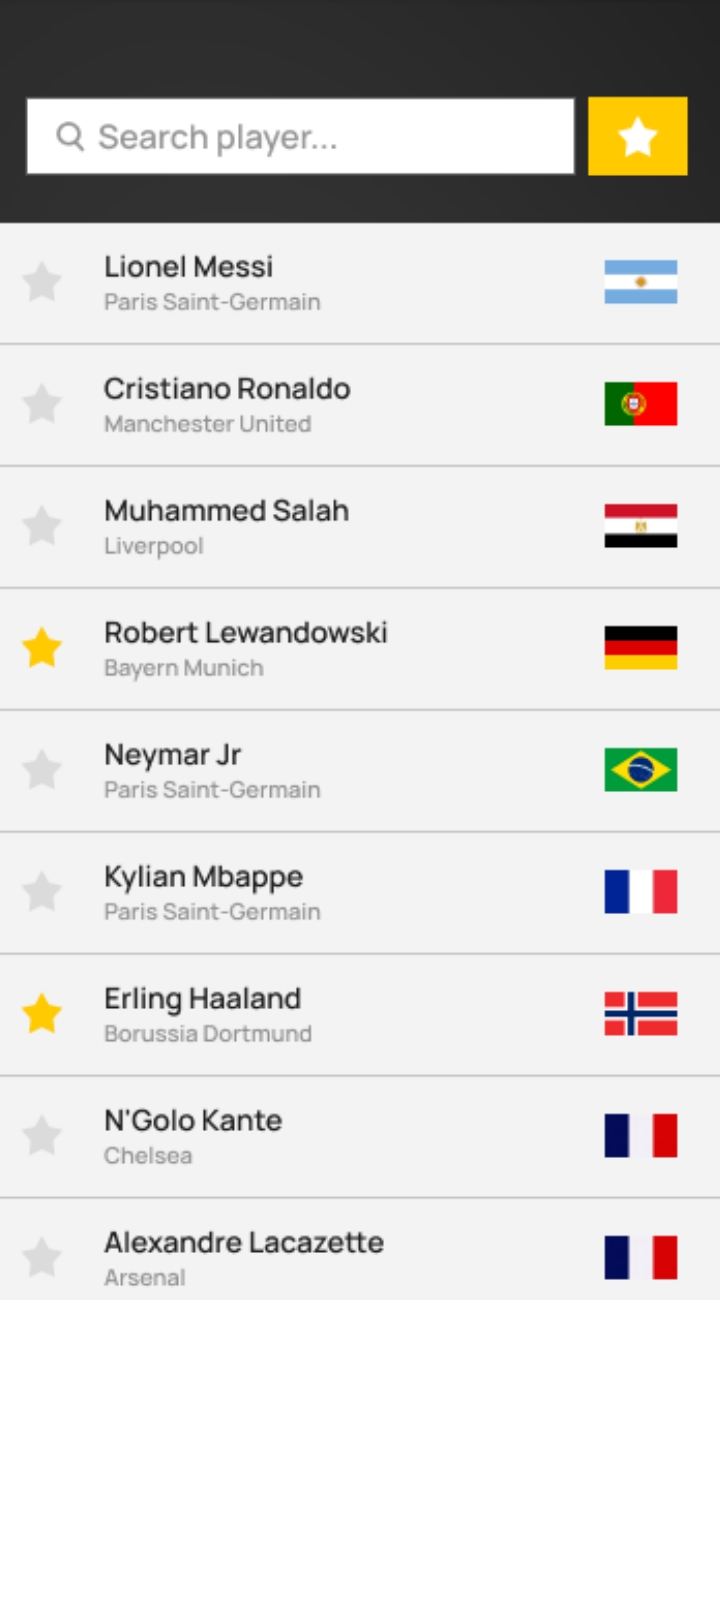 Search player...
Lionel Messi
Paris Saint-Germain
Cristiano Ronaldo
Manchester United
Muhammed Salah
Liverpool
Robert Lewandowski
Bayern Munich
Neymar Jr
Paris Saint-Germain
Kylian Mbappe
Paris Saint-Germain
Erling Haaland
Borussia Dortmund
N'Golo Kante
Chelsea
Alexandre Lacazette
Arsenal